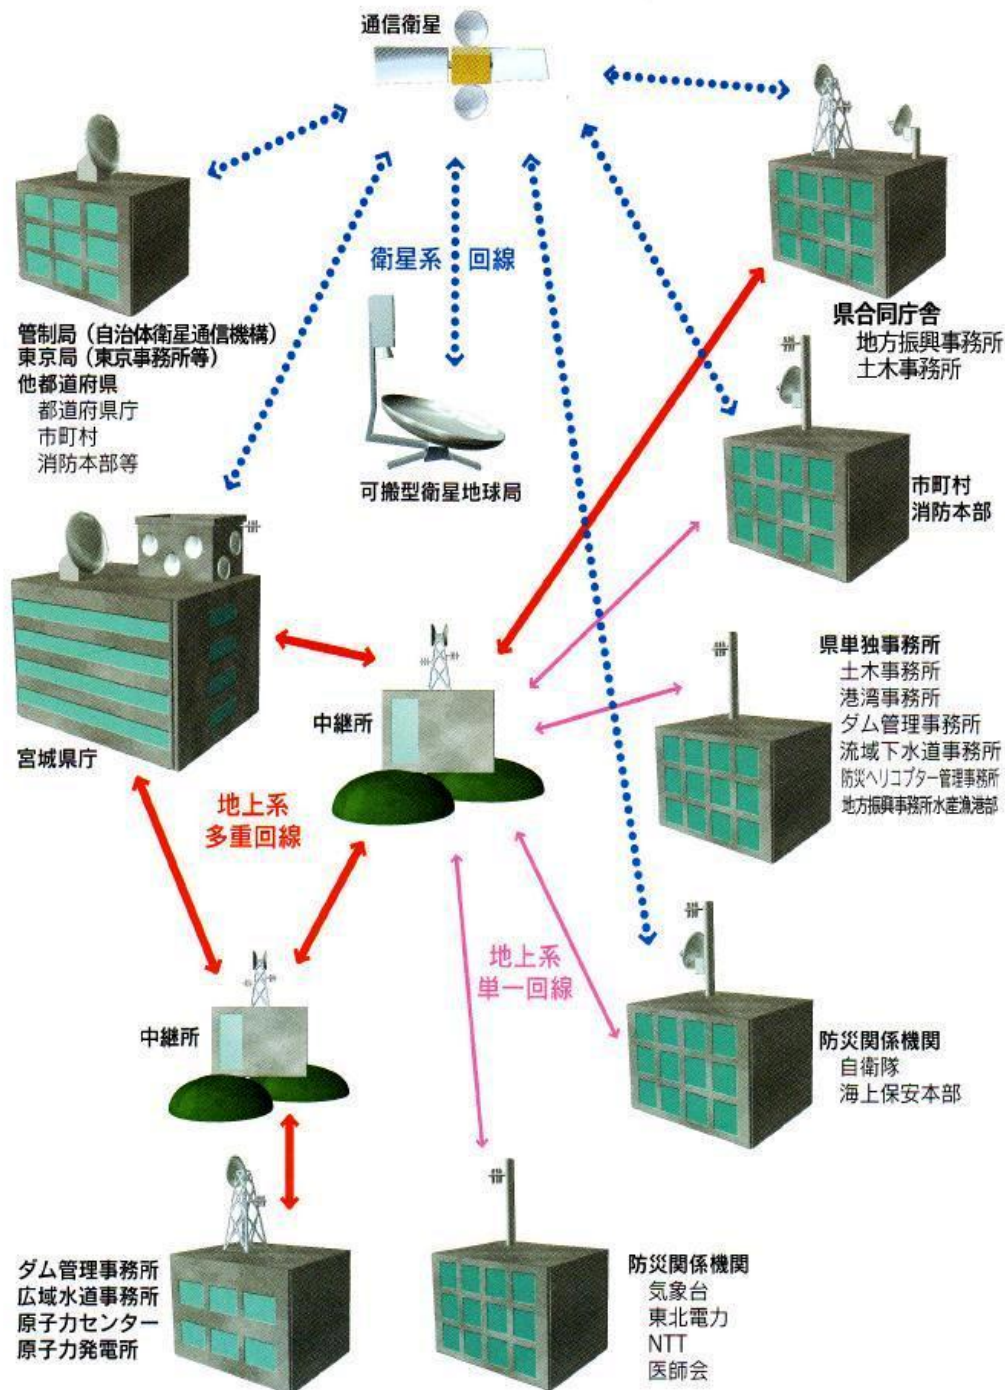 通信衛星
管制局（自治体衛星通信機構）
東京局（東京事務所等）
他都道府県
都道府県庁
市町村
消防本部等
衛星系 回線
可搬型衛星地球局
県合同庁舎
地方振興事務所
土木事務所
市町村
消防本部
宮城県庁
中継所
県単独事務所
土木事務所
港湾事務所
ダム管理事務所
流域下水道事務所
防災ヘリコプター管理事務所
地方振興事務所水産漁港部
地上系
多重回線
地上系
単一回線
中継所
防災関係機関
自衛隊
海上保安本部
ダム管理事務所
広域水道事務所
原子力センター
原子力発電所
防災関係機関
気象台
東北電力
NTT
医師会